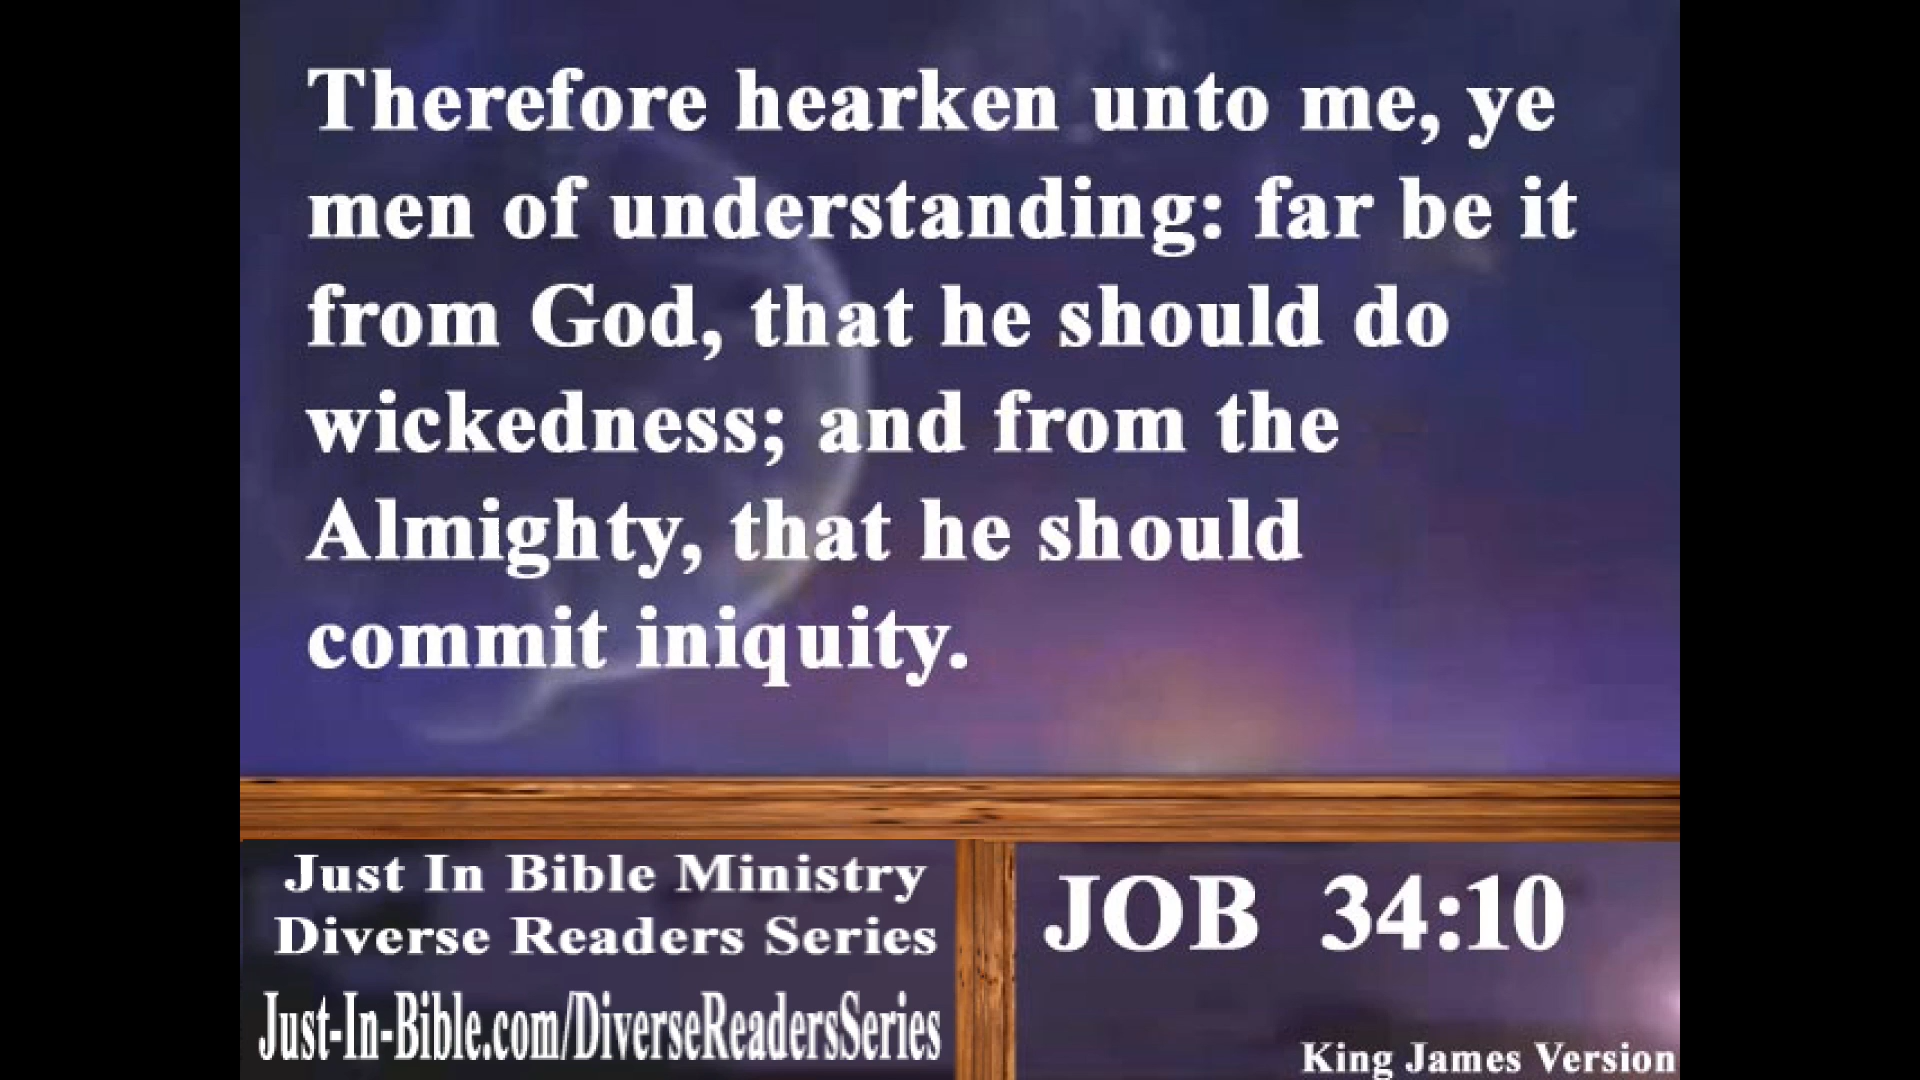 Therefore hearken unto me, ye
men of understanding: far be it
from God, that he should do
wickedness; and from the
Almighty, that he should
commit iniquity.
Just In Bible Ministry
Diverse Readers Series
Just-In-Bible.com/DiverseReadersSeries
JOB 34:10
King James Version